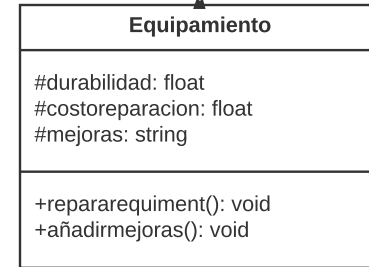 Equipamiento
#durabilidad: float
#costoreparacion: float
#mejoras: string
+repararequiment(): void
+añadirmejoras(): void